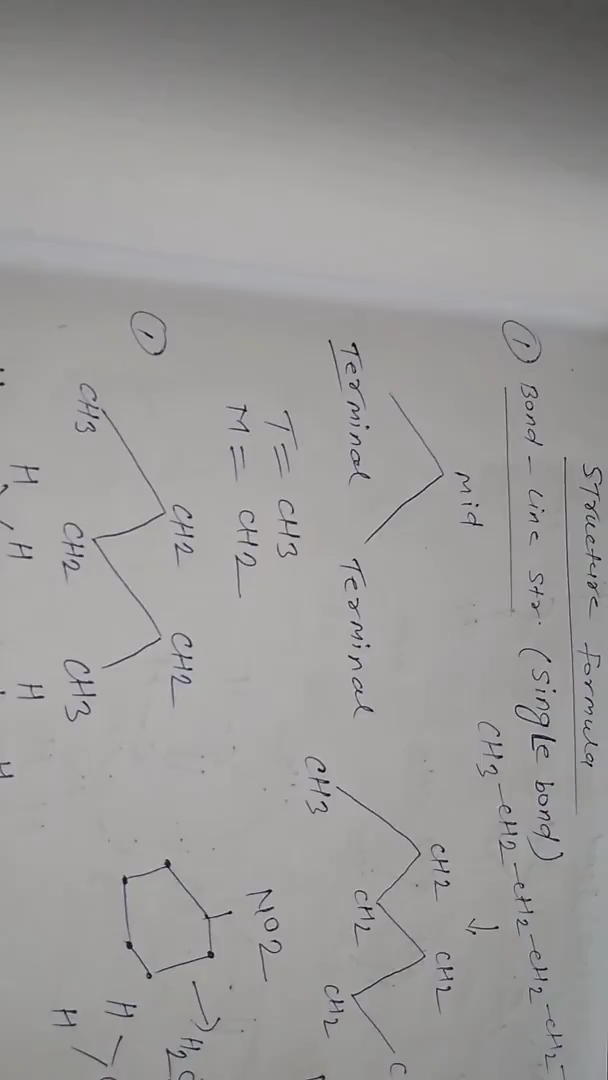 Structure Formula
① Bond-Line Str. (Single bond)
CH3-CH2-CH2-CH2-CH2-
↓
Mid
Terminal Terminal
T = CH3
M = CH2
CH2 CH2
CH3 CH2 CH2 C
①
CH2 CH2
CH3 CH2 CH3
NO2
H H H H
→ H2C
H
H